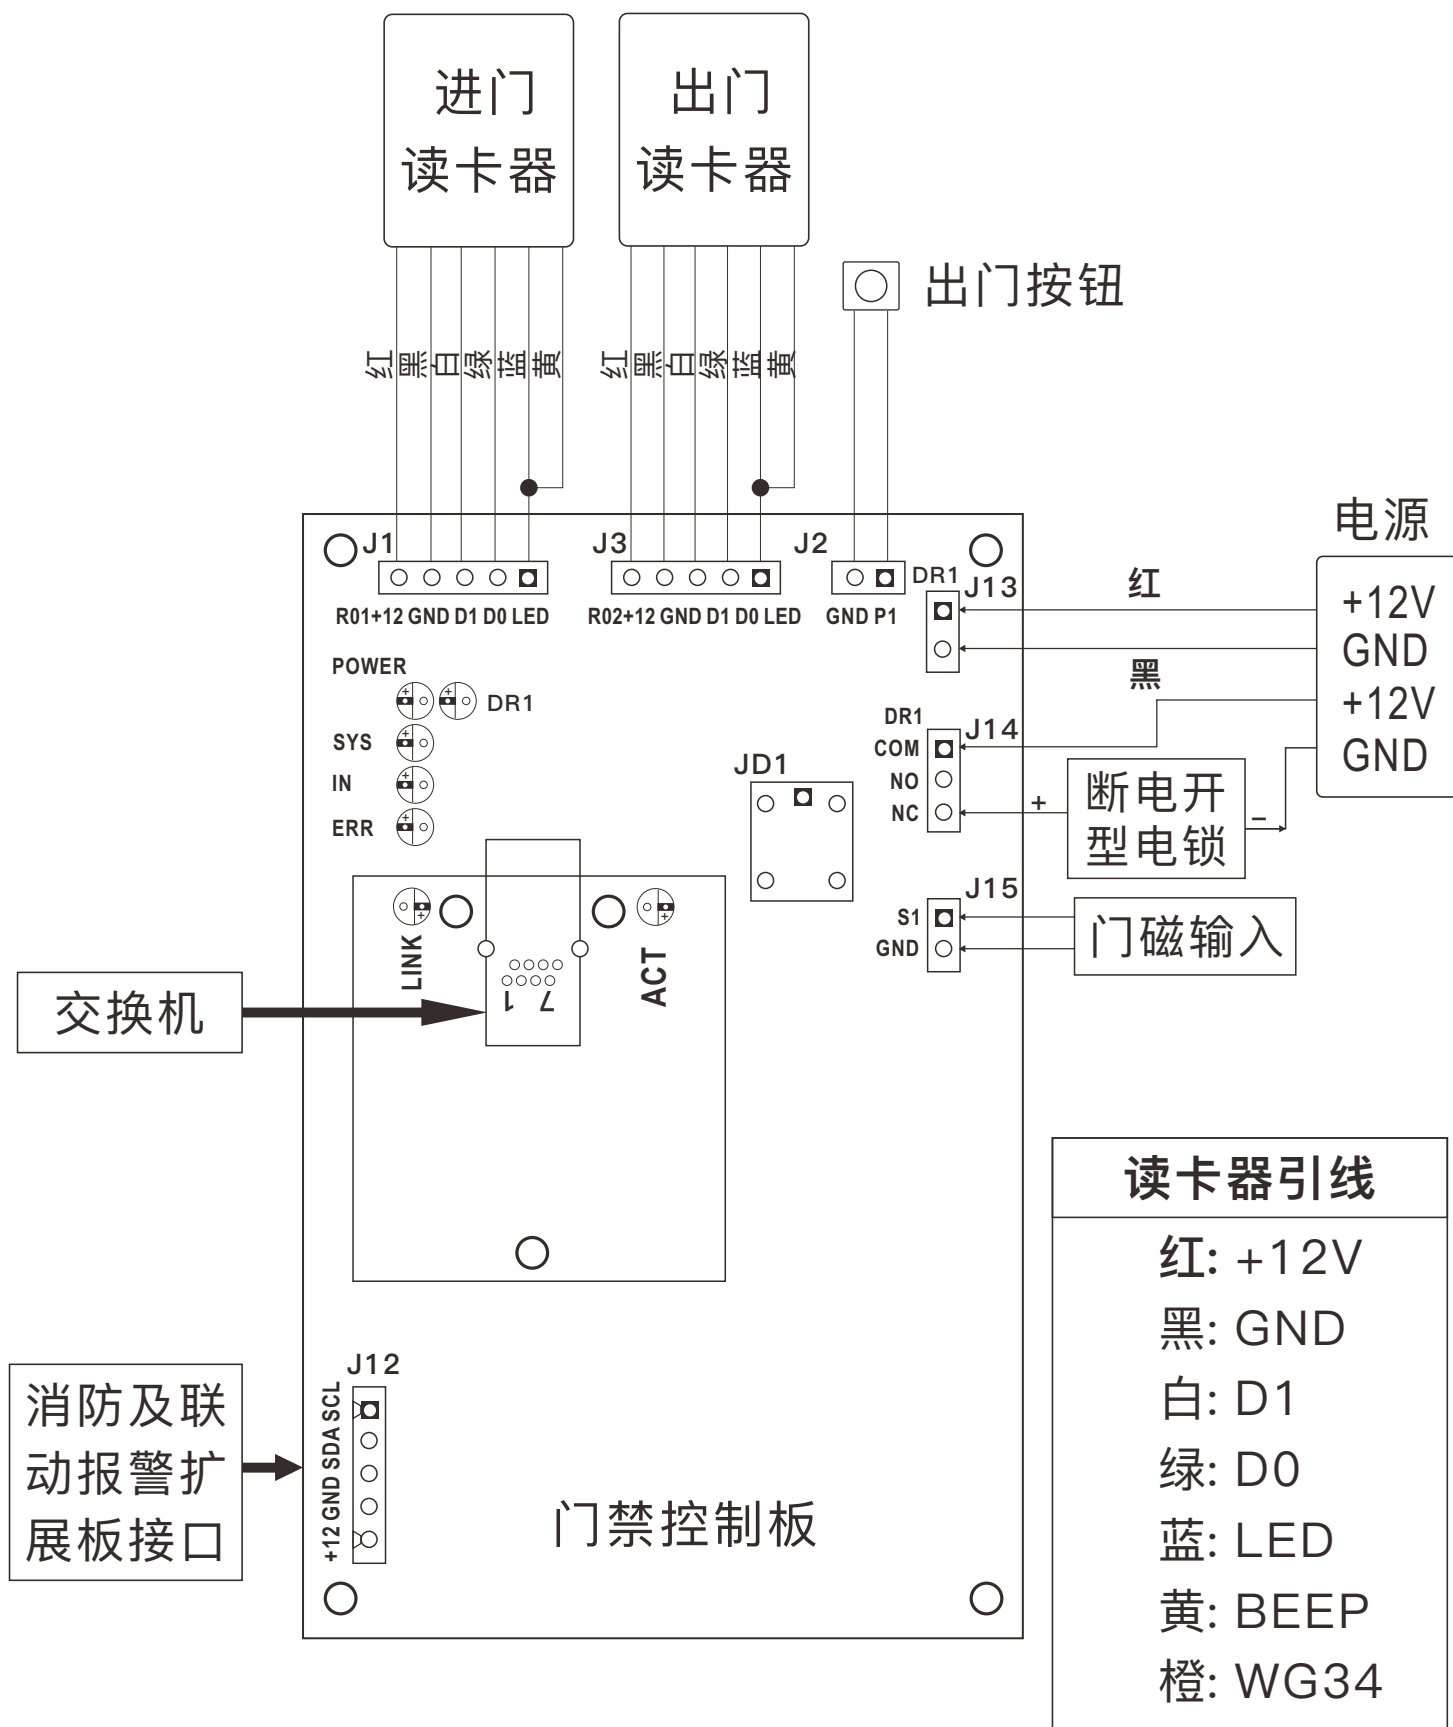 进门
读卡器
出门
读卡器
出门按钮
红 黑 白 绿 蓝 黄
红 黑 白 绿 蓝 黄
电源
+12V
GND
+12V
GND
J1
J3
J2
DR1
J13
红
黑
R01+12 GND D1 D0 LED
R02+12 GND D1 D0 LED
GND P1
POWER
DR1
SYS
IN
ERR
JD1
DR1
J14
COM
NO
NC
+
断电开
型电锁
−
J15
S1
GND
门磁输入
LINK
ACT
1 7
交换机
J12
+12 GND SDA SCL
消防及联
动报警扩
展板接口
门禁控制板
读卡器引线
红: +12V
黑: GND
白: D1
绿: D0
蓝: LED
黄: BEEP
橙: WG34